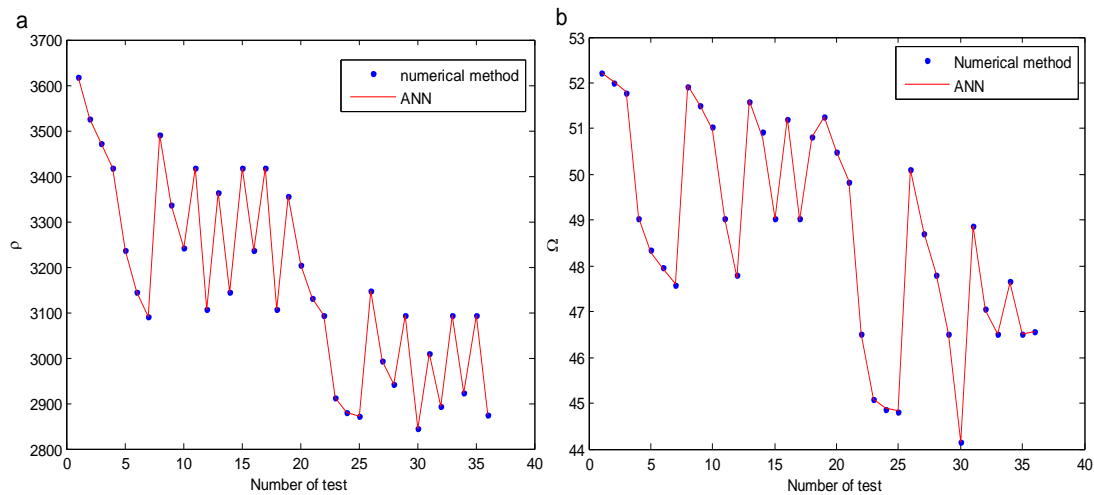 a
3700
3600
3500
3400
3300
3200
3100
3000
2900
2800
ρ
0 5 10 15 20 25 30 35 40
Number of test
numerical method
ANN
b
53
52
51
50
49
48
47
46
45
44
Ω
0 5 10 15 20 25 30 35 40
Number of test
Numerical method
ANN